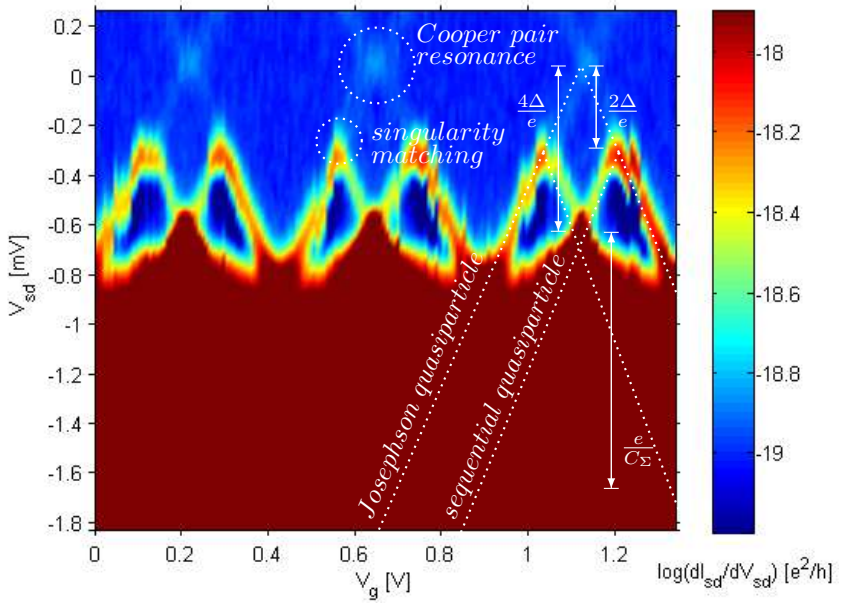 0.2
0
-0.2
-0.4
-0.6
-0.8
-1
-1.2
-1.4
-1.6
-1.8
V_sd [mV]
0
0.2
0.4
0.6
0.8
1
1.2
V_g [V]
Cooper pair
resonance
singularity
matching
4Δ/e
2Δ/e
Josephson quasiparticle
sequential quasiparticle
e/C_Σ
-18
-18.2
-18.4
-18.6
-18.8
-19
log(dI_sd/dV_sd) [e²/h]